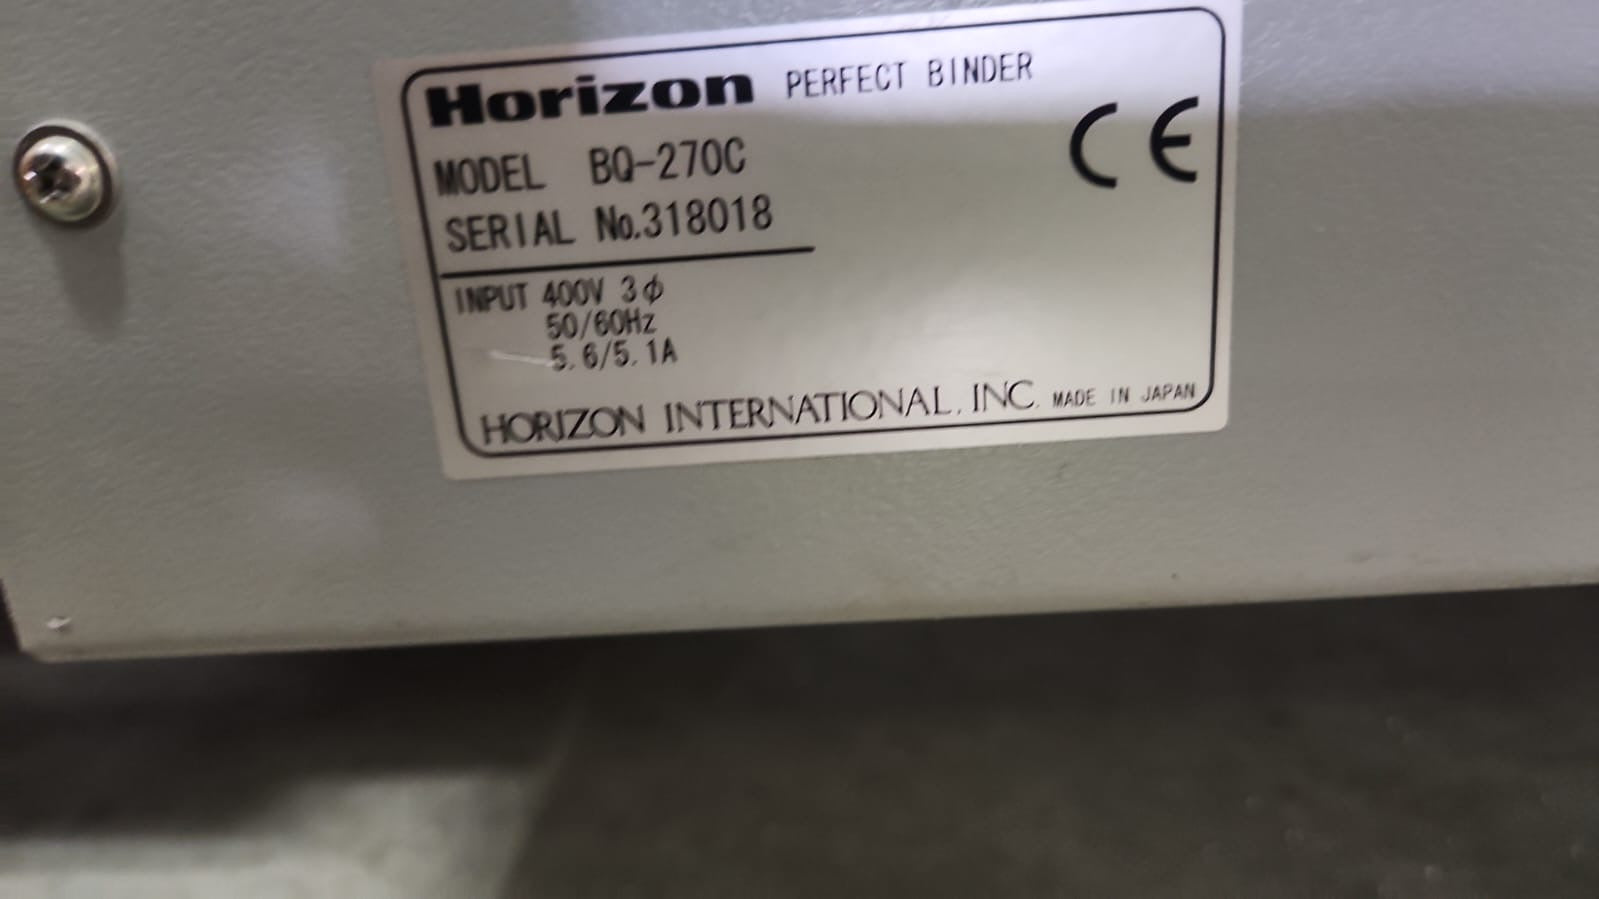 Horizon PERFECT BINDER
MODEL BQ-270C
SERIAL No.318018
CE
INPUT 400V 3ϕ
50/60Hz
5.6/5.1A
HORIZON INTERNATIONAL, INC. MADE IN JAPAN